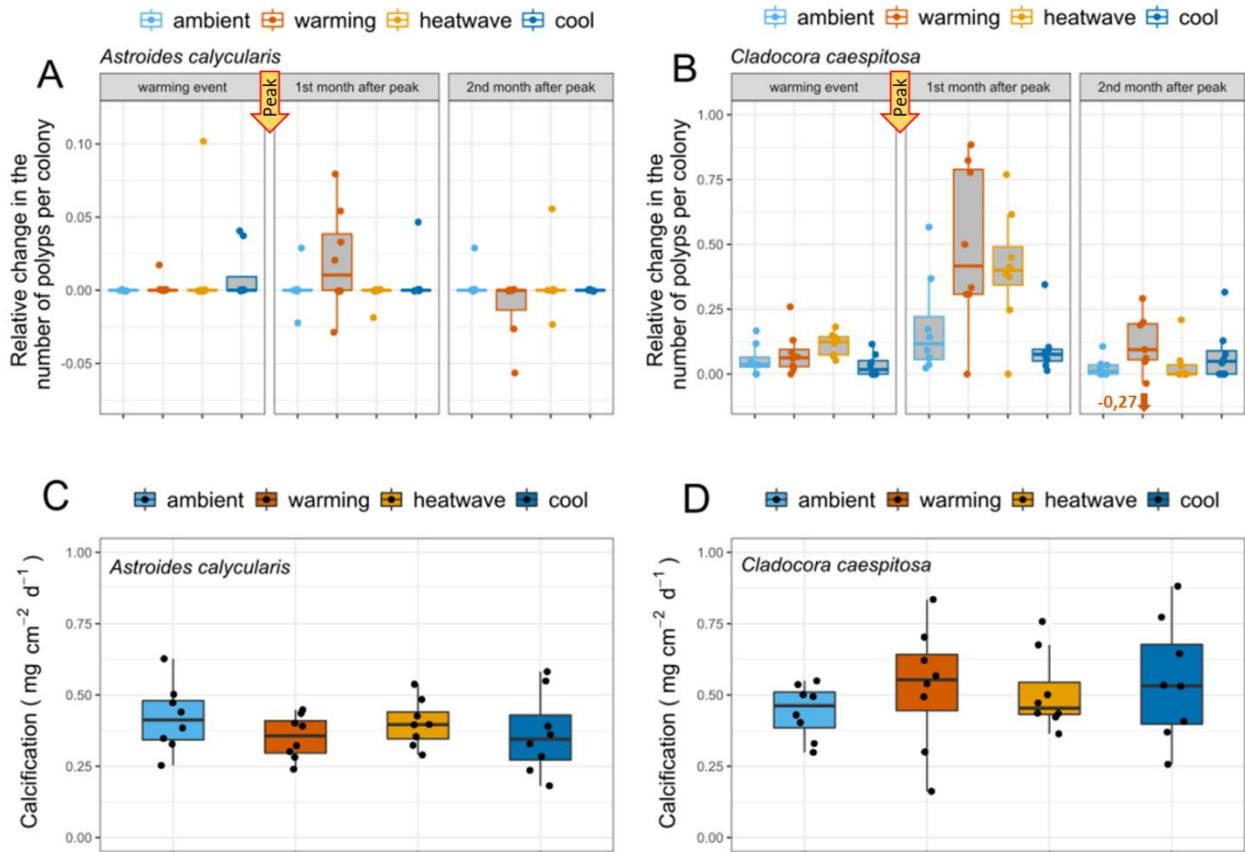 ambient warming heatwave cool
A
Astroides calycularis
warming event
Peak
1st month after peak
2nd month after peak
Relative change in the
number of polyps per colony
0.10
0.05
0.00
-0.05
ambient warming heatwave cool
B
Cladocora caespitosa
warming event
Peak
1st month after peak
2nd month after peak
Relative change in the
number of polyps per colony
1.00
0.75
0.50
0.25
0.00
-0,27
C
ambient warming heatwave cool
Astroides calycularis
Calcification ( mg cm⁻² d⁻¹ )
1.00
0.75
0.50
0.25
0.00
D
ambient warming heatwave cool
Cladocora caespitosa
Calcification ( mg cm⁻² d⁻¹ )
1.00
0.75
0.50
0.25
0.00